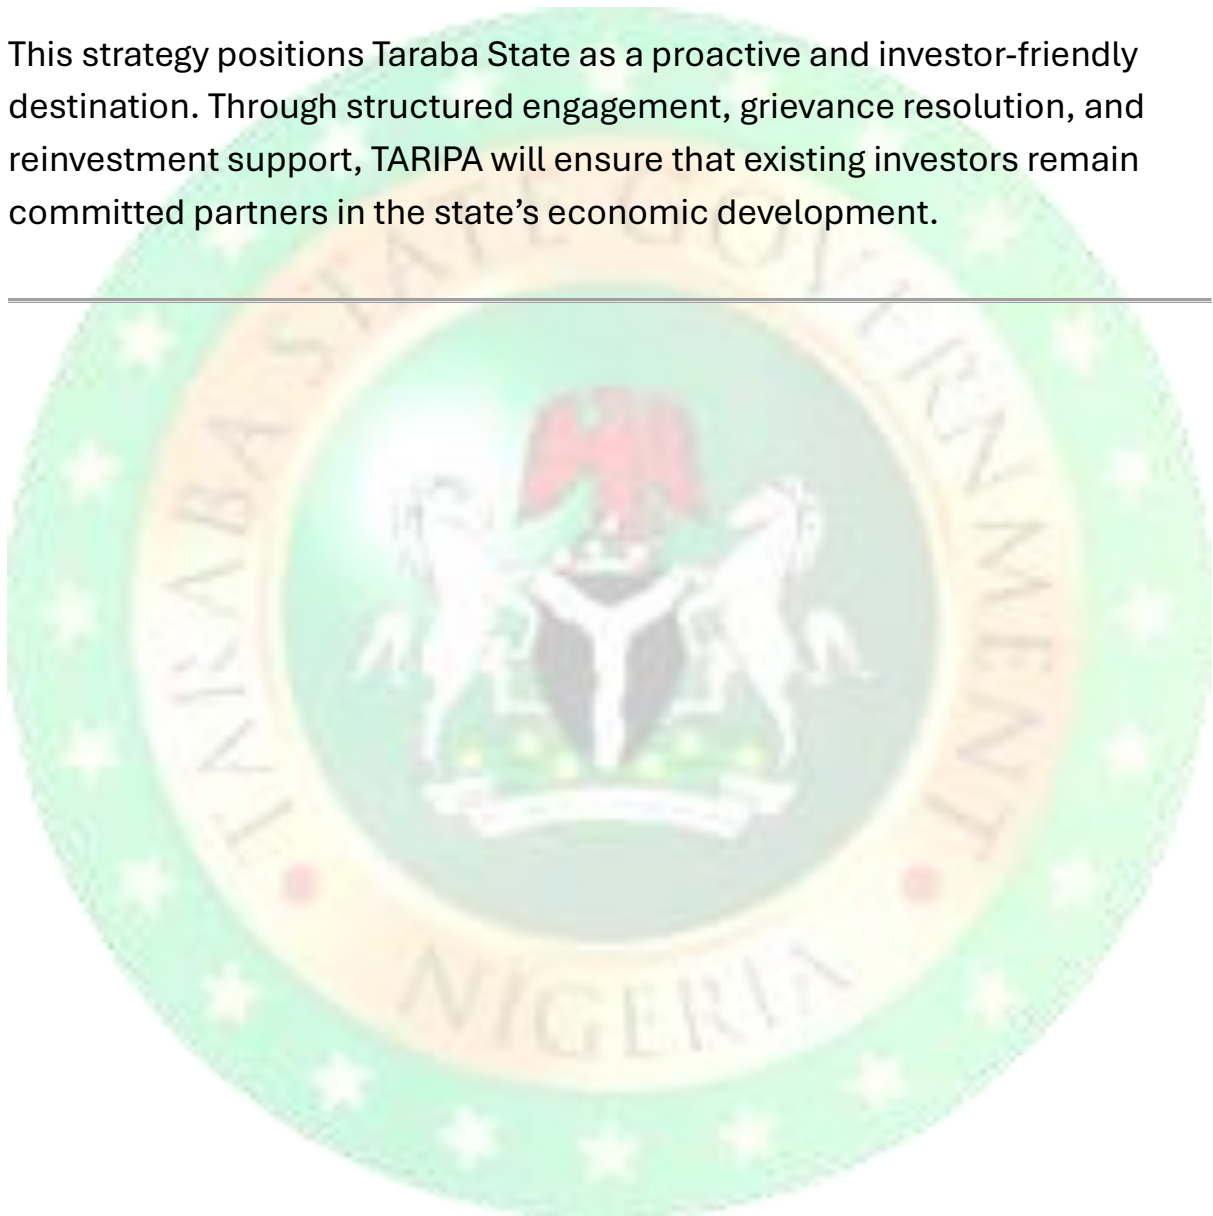 This strategy positions Taraba State as a proactive and investor-friendly
destination. Through structured engagement, grievance resolution, and
reinvestment support, TARIPA will ensure that existing investors remain
committed partners in the state’s economic development.
TARABA STATE GOVERNMENT
NIGERIA